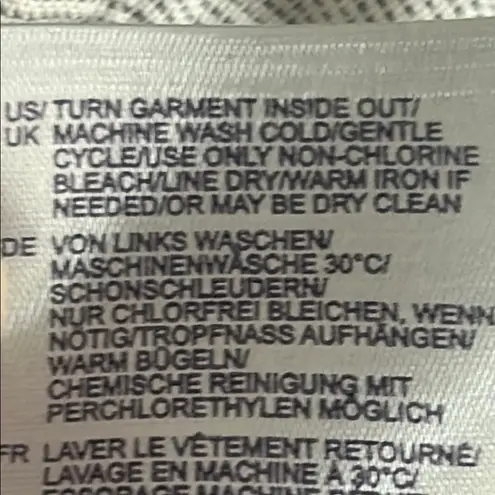 US/ TURN GARMENT INSIDE OUT/
UK MACHINE WASH COLD/GENTLE
CYCLE/USE ONLY NON-CHLORINE
BLEACH/LINE DRY/WARM IRON IF
NEEDED/OR MAY BE DRY CLEAN
DE VON LINKS WASCHEN/
MASCHINENWÄSCHE 30°C/
SCHONSCHLEUDERN/
NUR CHLORFREI BLEICHEN, WENN
NÖTIG/TROPFNASS AUFHÄNGEN/
WARM BÜGELN/
CHEMISCHE REINIGUNG MIT
PERCHLORETHYLEN MÖGLICH
FR LAVER LE VÊTEMENT RETOURNÉ/
LAVAGE EN MACHINE À 30°C/